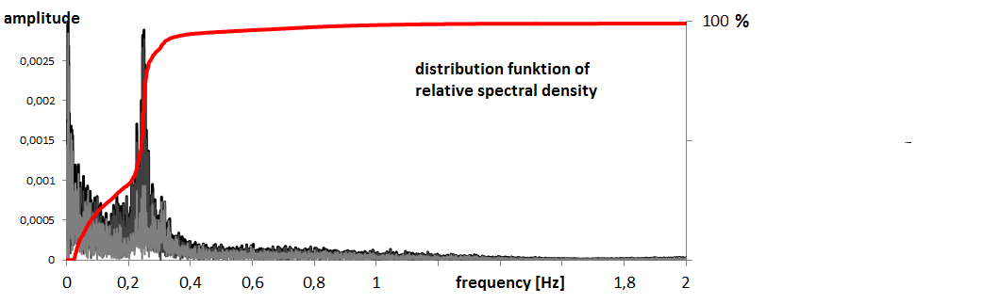 amplitude
100 %
0,0025
distribution funktion of
relative spectral density
0,002
0,0015
0,001
0,0005
0
0 0,2 0,4 0,6 0,8 1 frequency [Hz] 1,8 2